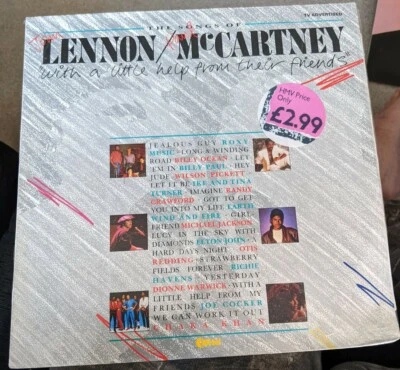 TV ADVERTISED
THE SONGS OF
LENNON/McCARTNEY
with a little help from their friends
HMV Price
Only
£2.99
JEALOUS GUY ROXY
MUSIC · LONG & WINDING
ROAD BILLY OCEAN · LET
'EM IN BILLY PAUL · HEY
JUDE · WILSON PICKETT ·
LET IT BE · IKE AND TINA
TURNER · IMAGINE RANDY
CRAWFORD · GOT TO GET
YOU INTO MY LIFE EARTH
WIND AND FIRE · GIRL-
FRIEND MICHAEL JACKSON
LUCY IN THE SKY WITH
DIAMONDS ELTON JOHN · A
HARD DAYS NIGHT · OTIS
REDDING · STRAWBERRY
FIELDS FOREVER RICHIE
HAVENS · YESTERDAY
DIONNE WARWICK · WITH A
LITTLE HELP FROM MY
FRIENDS JOE COCKER
WE CAN WORK IT OUT
CHAKA KHAN